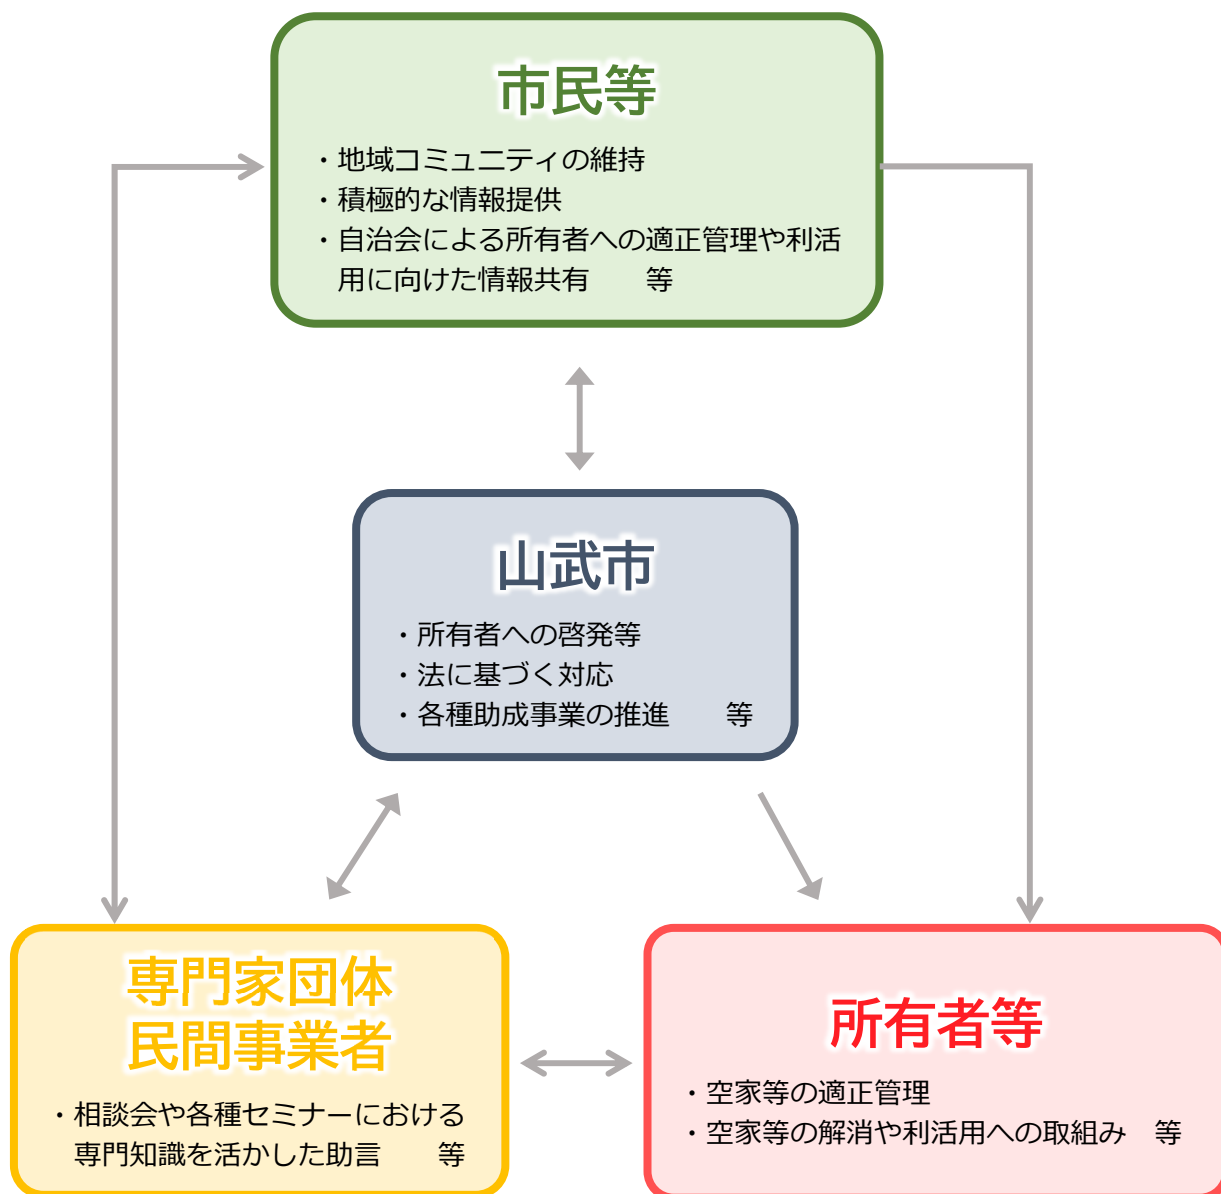 市民等
・地域コミュニティの維持
・積極的な情報提供
・自治会による所有者への適正管理や利活
用に向けた情報共有　　等
山武市
・所有者への啓発等
・法に基づく対応
・各種助成事業の推進　　等
専門家団体
民間事業者
・相談会や各種セミナーにおける
専門知識を活かした助言　　等
所有者等
・空家等の適正管理
・空家等の解消や利活用への取組み　等